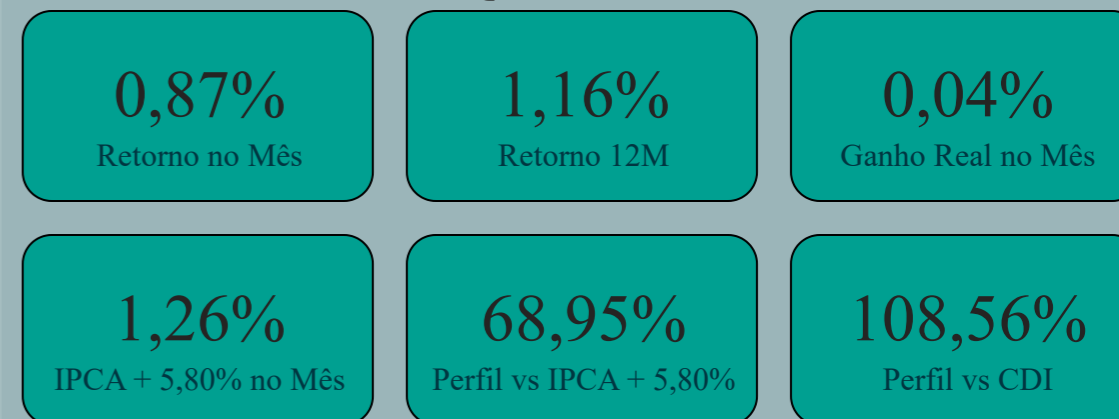 0,87%
Retorno no Mês
1,16%
Retorno 12M
0,04%
Ganho Real no Mês
1,26%
IPCA + 5,80% no Mês
68,95%
Perfil vs IPCA + 5,80%
108,56%
Perfil vs CDI